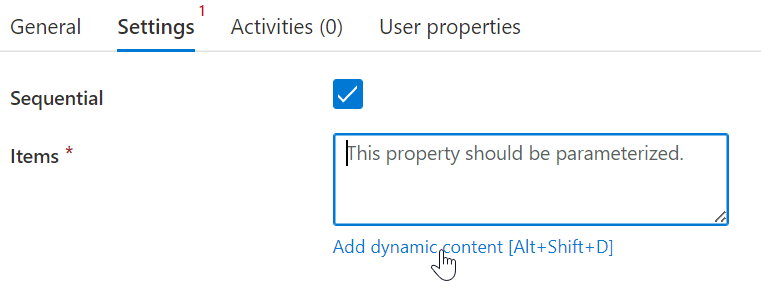 General Settings 1 Activities (0) User properties
Sequential
Items * This property should be parameterized.
Add dynamic content [Alt+Shift+D]